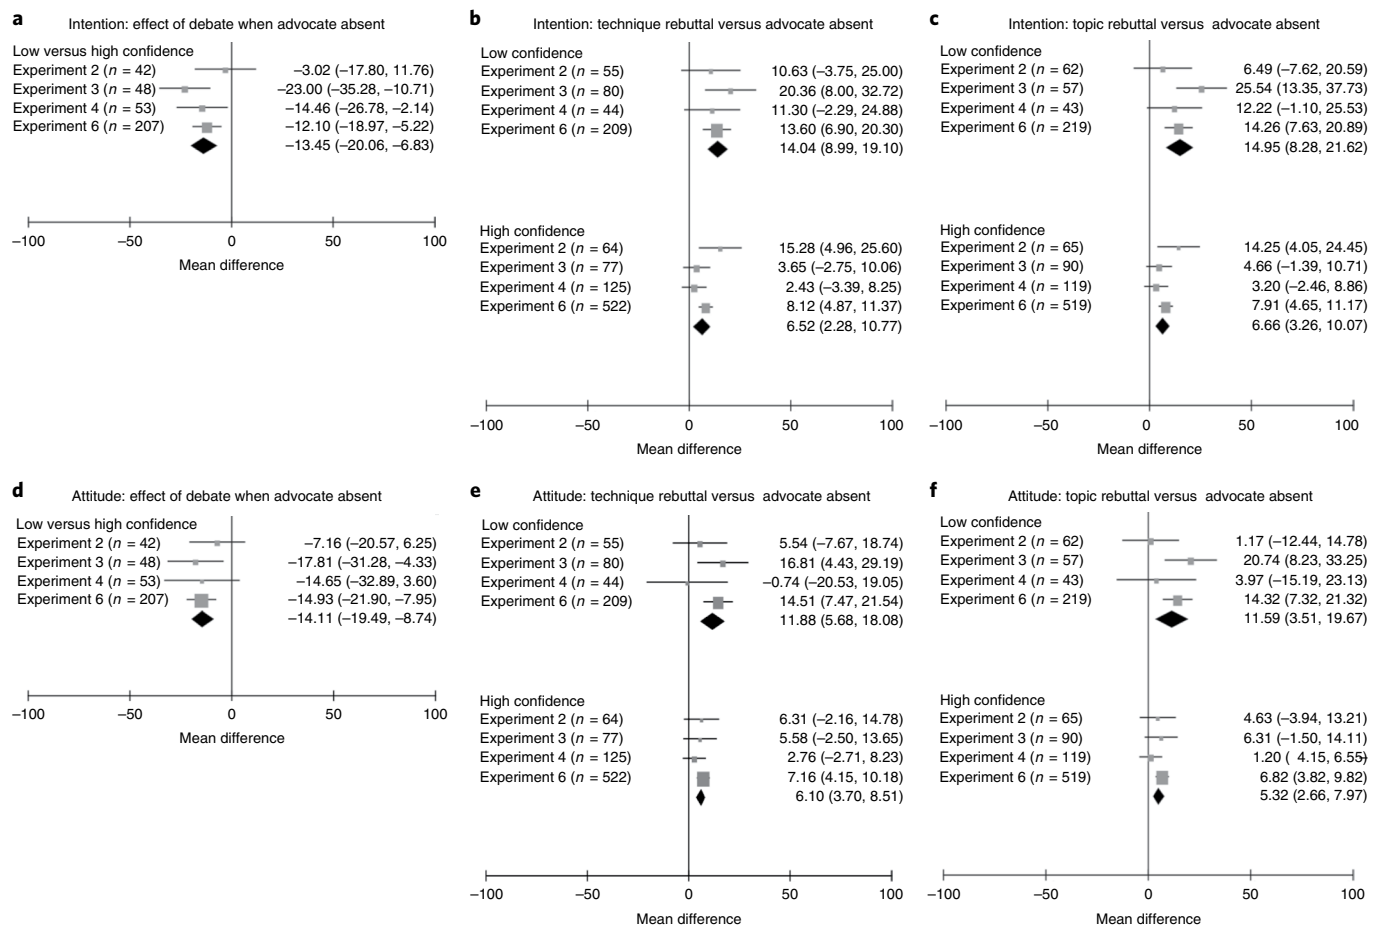 a Intention: effect of debate when advocate absent
Low versus high confidence
Experiment 2 (n = 42) −3.02 (−17.80, 11.76)
Experiment 3 (n = 48) −23.00 (−35.28, −10.71)
Experiment 4 (n = 53) −14.46 (−26.78, −2.14)
Experiment 6 (n = 207) −12.10 (−18.97, −5.22)
−13.45 (−20.06, −6.83)
−100 −50 0 50 100
Mean difference
b Intention: technique rebuttal versus advocate absent
Low confidence
Experiment 2 (n = 55) 10.63 (−3.75, 25.00)
Experiment 3 (n = 80) 20.36 (8.00, 32.72)
Experiment 4 (n = 44) 11.30 (−2.29, 24.88)
Experiment 6 (n = 209) 13.60 (6.90, 20.30)
14.04 (8.99, 19.10)
High confidence
Experiment 2 (n = 64) 15.28 (4.96, 25.60)
Experiment 3 (n = 77) 3.65 (−2.75, 10.06)
Experiment 4 (n = 125) 2.43 (−3.39, 8.25)
Experiment 6 (n = 522) 8.12 (4.87, 11.37)
6.52 (2.28, 10.77)
−100 −50 0 50 100
Mean difference
c Intention: topic rebuttal versus advocate absent
Low confidence
Experiment 2 (n = 62) 6.49 (−7.62, 20.59)
Experiment 3 (n = 57) 25.54 (13.35, 37.73)
Experiment 4 (n = 43) 12.22 (−1.10, 25.53)
Experiment 6 (n = 219) 14.26 (7.63, 20.89)
14.95 (8.28, 21.62)
High confidence
Experiment 2 (n = 65) 14.25 (4.05, 24.45)
Experiment 3 (n = 90) 4.66 (−1.39, 10.71)
Experiment 4 (n = 119) 3.20 (−2.46, 8.86)
Experiment 6 (n = 519) 7.91 (4.65, 11.17)
6.66 (3.26, 10.07)
−100 −50 0 50 100
Mean difference
d Attitude: effect of debate when advocate absent
Low versus high confidence
Experiment 2 (n = 42) −7.16 (−20.57, 6.25)
Experiment 3 (n = 48) −17.81 (−31.28, −4.33)
Experiment 4 (n = 53) −14.65 (−32.89, 3.60)
Experiment 6 (n = 207) −14.93 (−21.90, −7.95)
−14.11 (−19.49, −8.74)
−100 −50 0 50 100
Mean difference
e Attitude: technique rebuttal versus advocate absent
Low confidence
Experiment 2 (n = 55) 5.54 (−7.67, 18.74)
Experiment 3 (n = 80) 16.81 (4.43, 29.19)
Experiment 4 (n = 44) −0.74 (−20.53, 19.05)
Experiment 6 (n = 209) 14.51 (7.47, 21.54)
11.88 (5.68, 18.08)
High confidence
Experiment 2 (n = 64) 6.31 (−2.16, 14.78)
Experiment 3 (n = 77) 5.58 (−2.50, 13.65)
Experiment 4 (n = 125) 2.76 (−2.71, 8.23)
Experiment 6 (n = 522) 7.16 (4.15, 10.18)
6.10 (3.70, 8.51)
−100 −50 0 50 100
Mean difference
f Attitude: topic rebuttal versus advocate absent
Low confidence
Experiment 2 (n = 62) 1.17 (−12.44, 14.78)
Experiment 3 (n = 57) 20.74 (8.23, 33.25)
Experiment 4 (n = 43) 3.97 (−15.19, 23.13)
Experiment 6 (n = 219) 14.32 (7.32, 21.32)
11.59 (3.51, 19.67)
High confidence
Experiment 2 (n = 65) 4.63 (−3.94, 13.21)
Experiment 3 (n = 90) 6.31 (−1.50, 14.11)
Experiment 4 (n = 119) 1.20 ( 4.15, 6.55−)
Experiment 6 (n = 519) 6.82 (3.82, 9.82)
5.32 (2.66, 7.97)
−100 −50 0 50 100
Mean difference